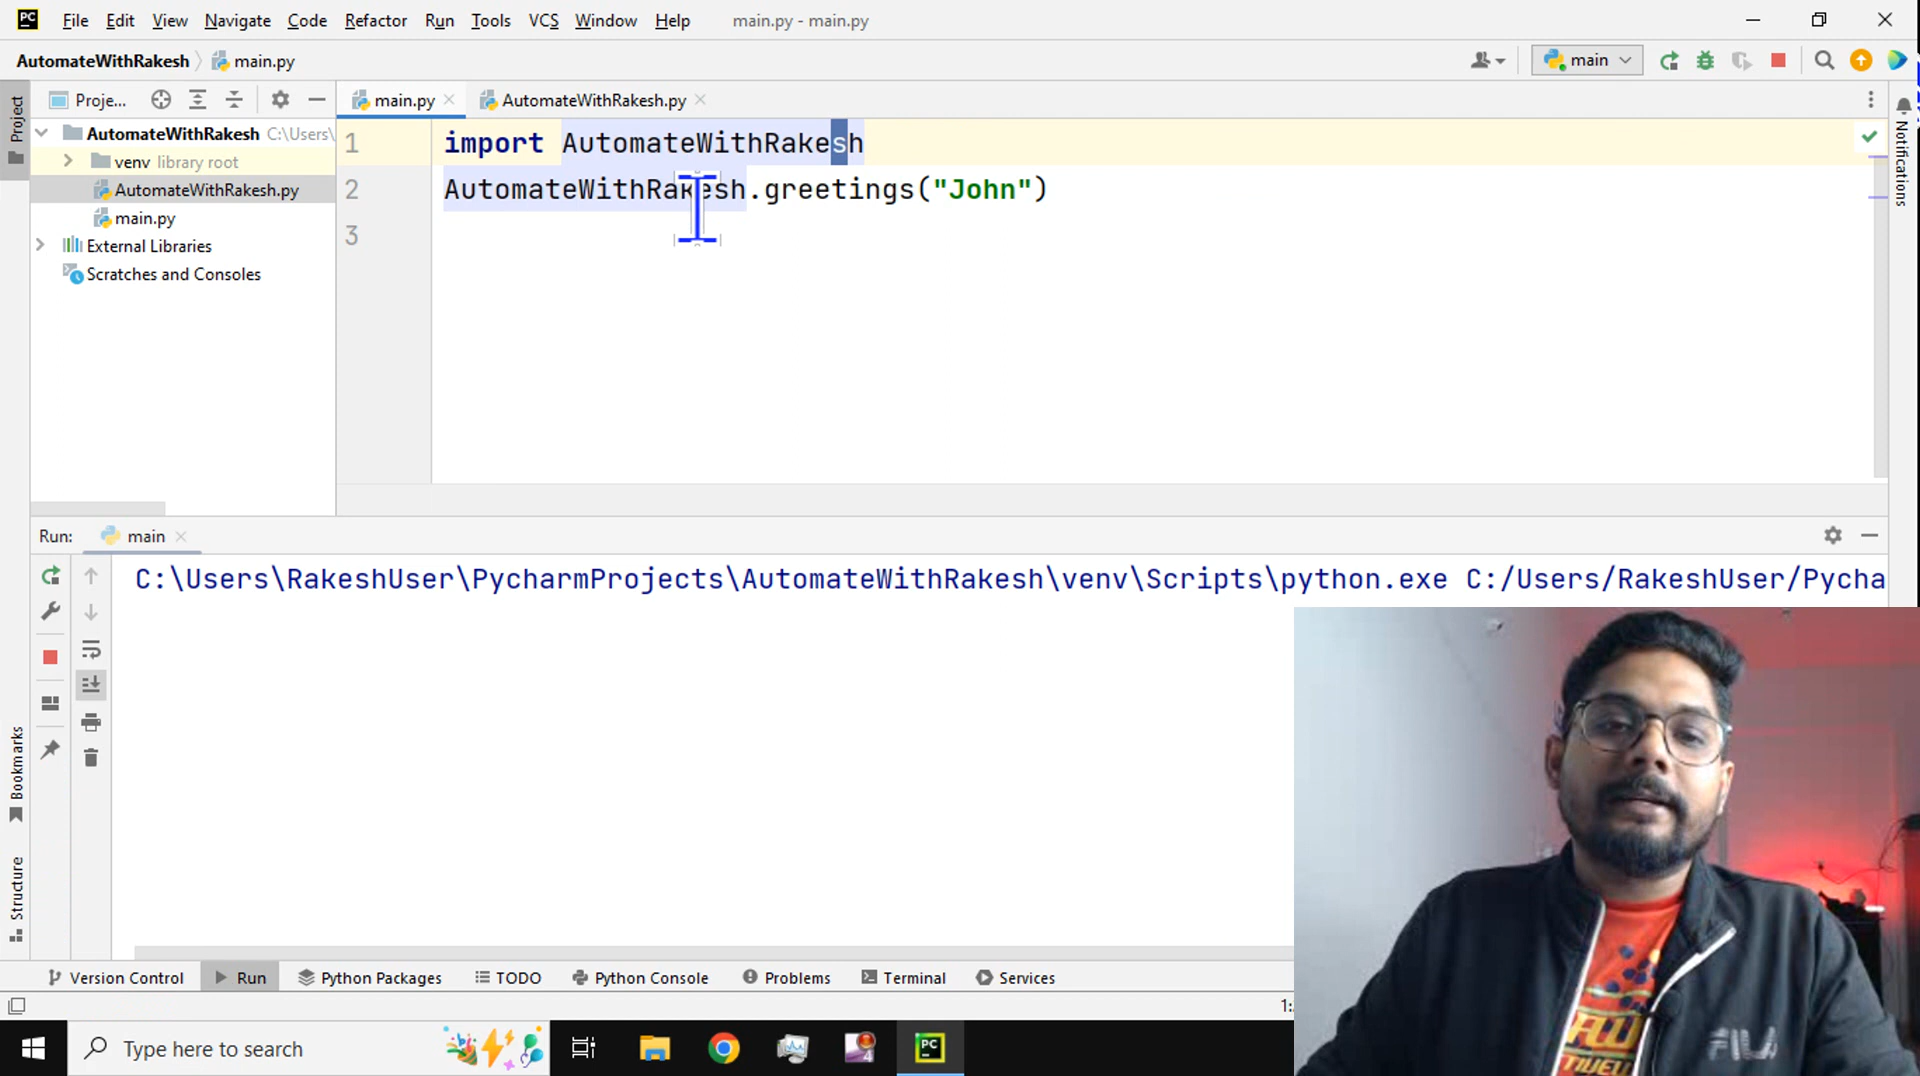 PC File Edit View Navigate Code Refactor Run Tools VCS Window Help main.py - main.py
AutomateWithRakesh main.py main
Proje... main.py AutomateWithRakesh.py
Project
Notifications
AutomateWithRakesh C:\Users\
venv library root
AutomateWithRakesh.py
main.py
External Libraries
Scratches and Consoles
1 import AutomateWithRakesh
2 AutomateWithRakesh.greetings("John")
3
Run: main
C:\Users\RakeshUser\PycharmProjects\AutomateWithRakesh\venv\Scripts\python.exe C:/Users/RakeshUser/Pycha
Bookmarks
Structure
Version Control Run Python Packages TODO Python Console Problems Terminal Services
1:
Type here to search 4 PC
FILA